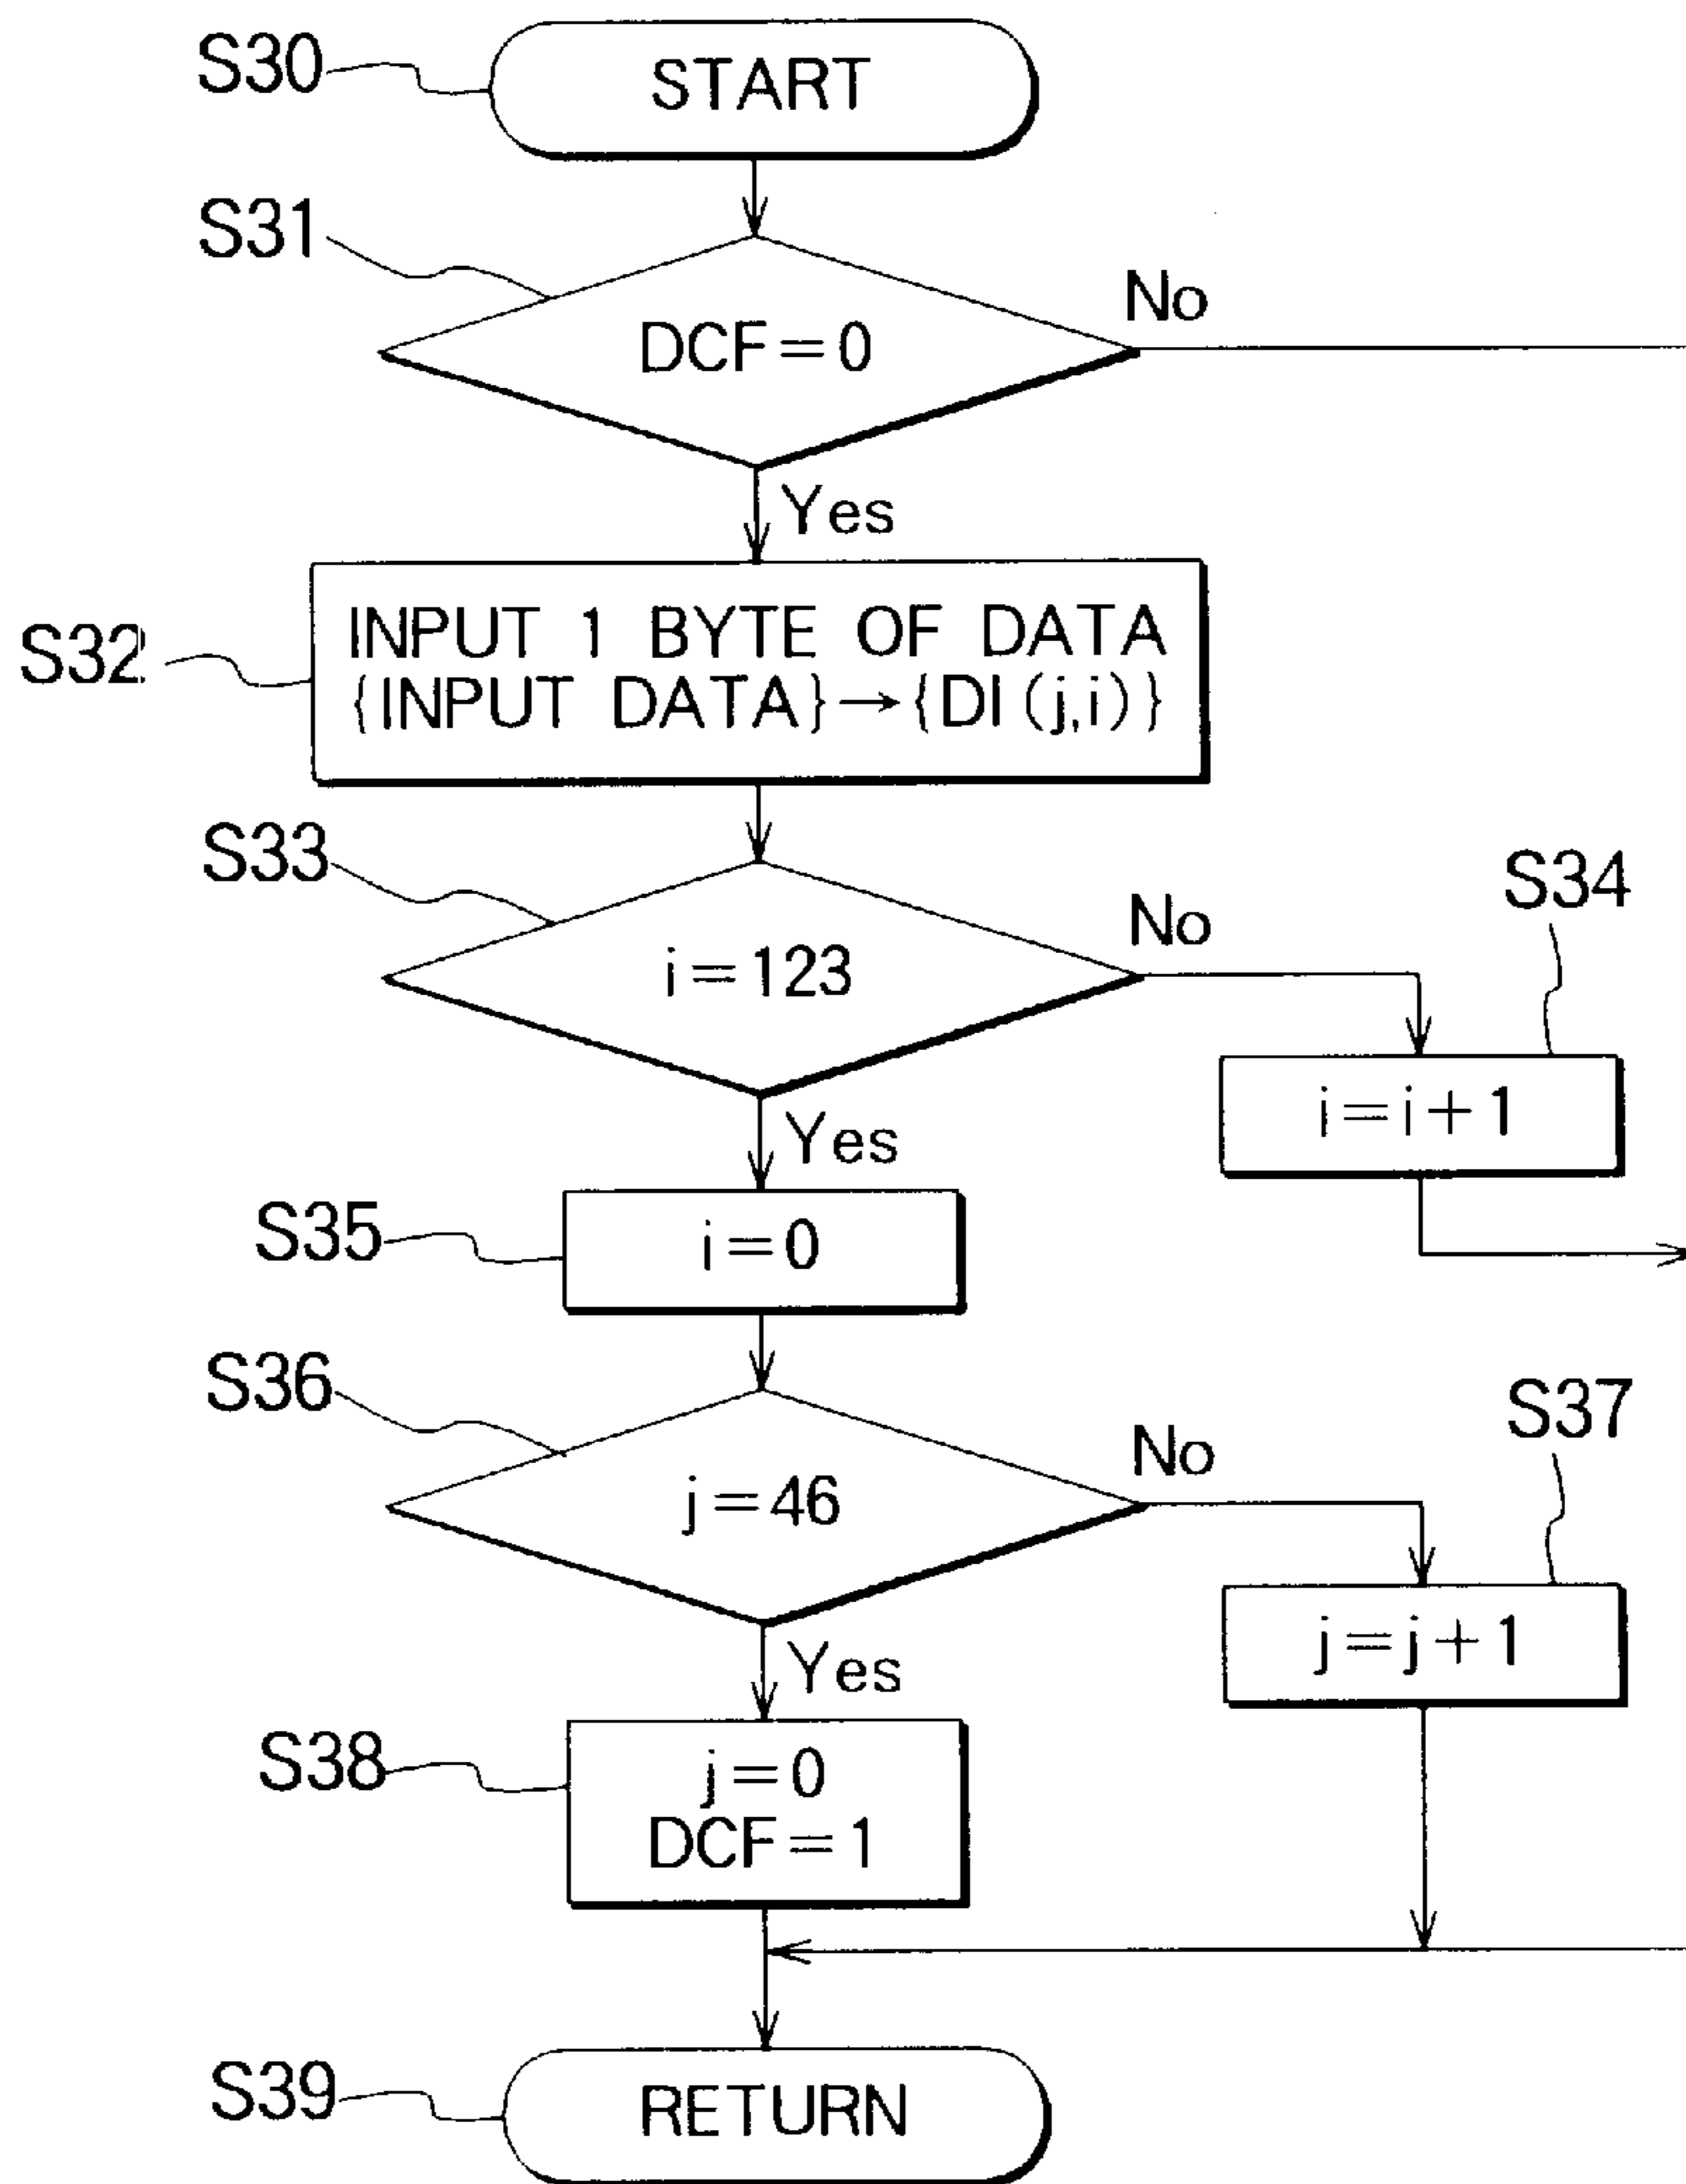 S30
START
S31
DCF=0
No
Yes
S32
INPUT 1 BYTE OF DATA
{INPUT DATA}→{DI(j,i)}
S33
i=123
No
S34
i=i+1
Yes
S35
i=0
S36
j=46
No
S37
j=j+1
Yes
S38
j=0
DCF=1
S39
RETURN